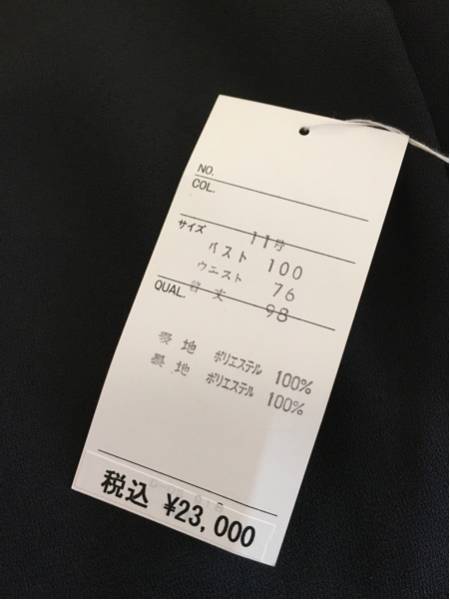 NO.
COL.
サイズ 11号
バスト 100
ウエスト 76
QUAL. 着丈 98
表地 ポリエステル 100%
裏地 ポリエステル 100%
税込 ¥23,000